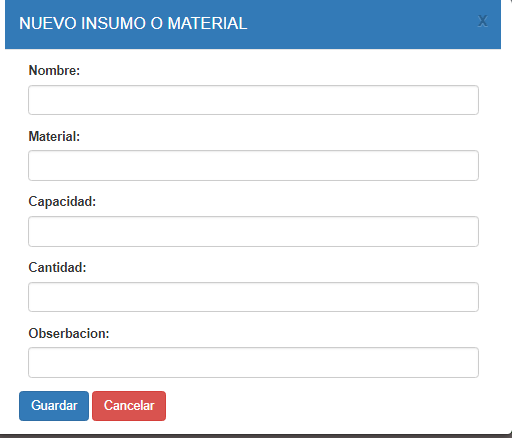 NUEVO INSUMO O MATERIAL X
Nombre:
Material:
Capacidad:
Cantidad:
Obserbacion:
Guardar Cancelar